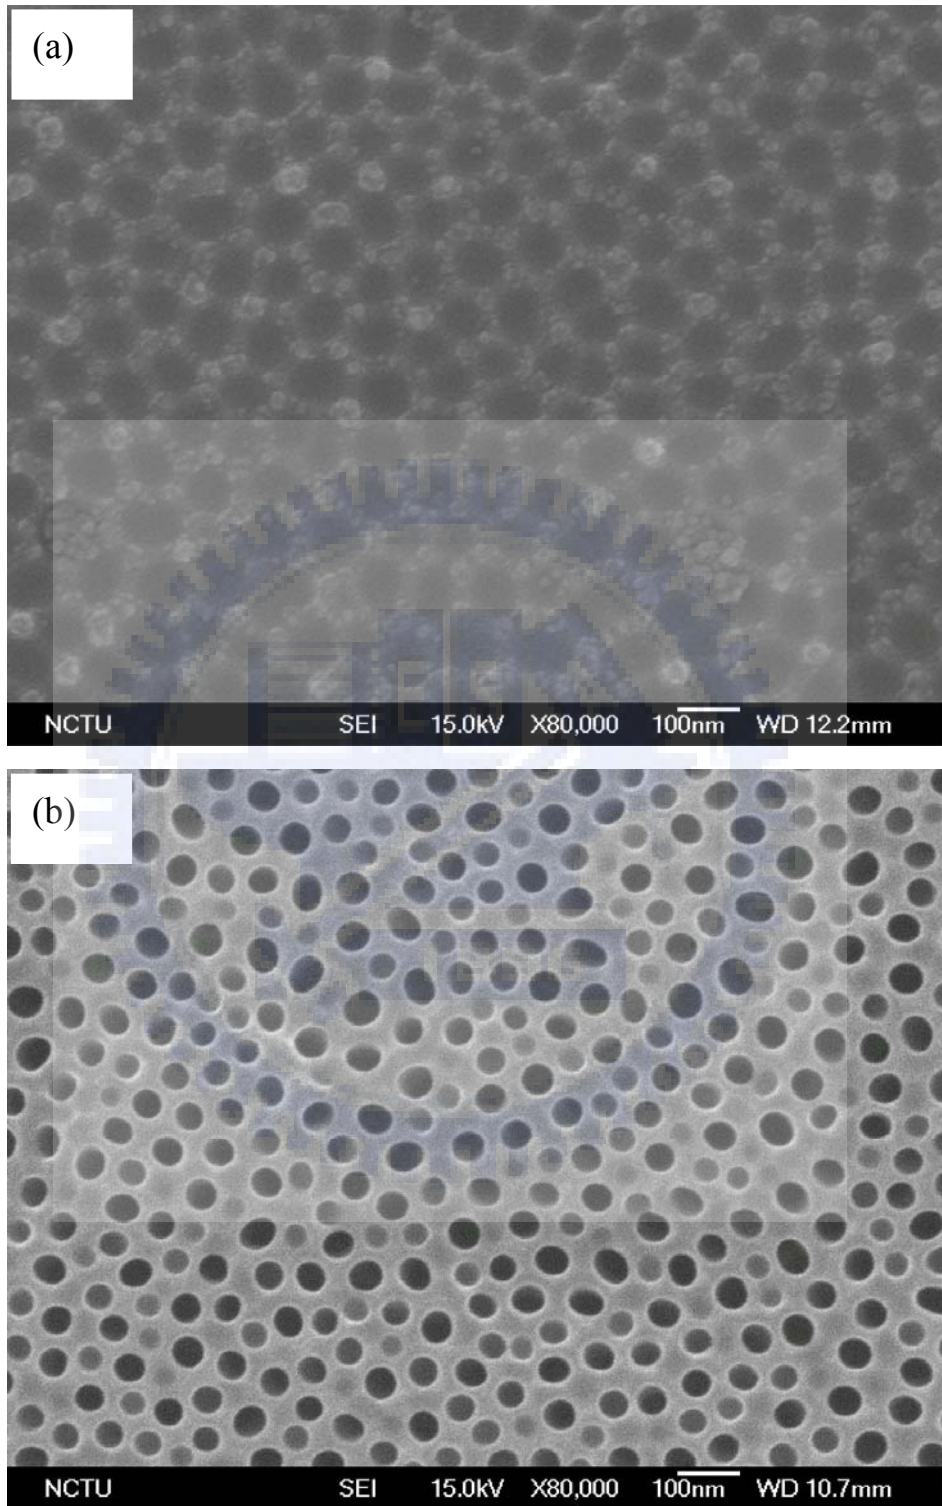 (a)
NCTU SEI 15.0kV X80,000 100nm WD 12.2mm
(b)
NCTU SEI 15.0kV X80,000 100nm WD 10.7mm